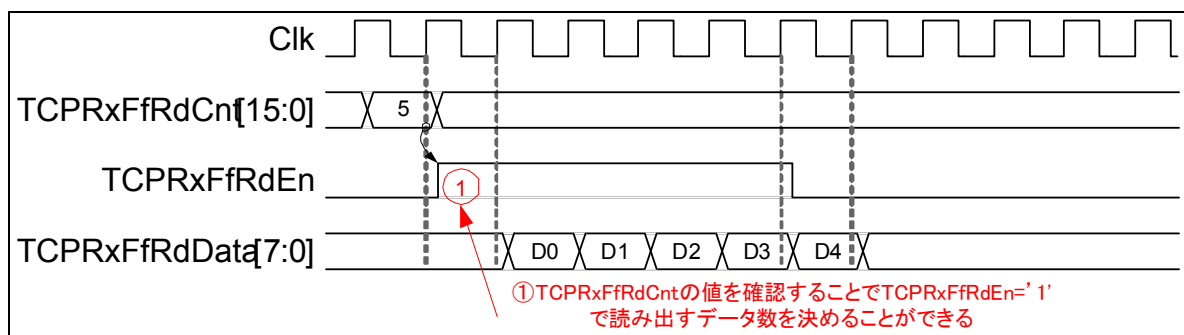 Clk
TCPRxFfRdCnt[15:0]
5
TCPRxFfRdEn
1
TCPRxFfRdData[7:0]
D0 D1 D2 D3 D4
①TCPRxFfRdCntの値を確認することでTCPRxFfRdEn='1'
で読み出すデータ数を決めることができる